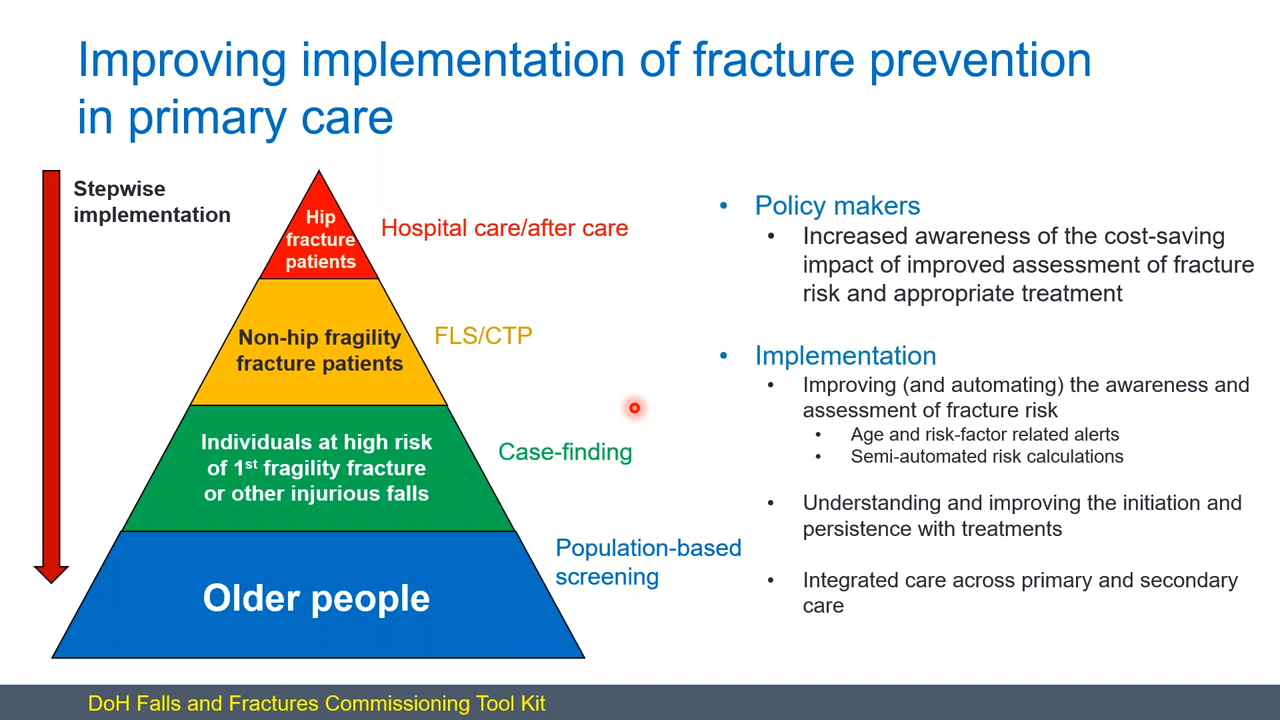 Improving implementation of fracture prevention
in primary care
Stepwise
implementation
Hip
fracture
patients
Hospital care/after care
Non-hip fragility
fracture patients
FLS/CTP
Individuals at high risk
of 1st fragility fracture
or other injurious falls
Case-finding
Older people
Population-based
screening
• Policy makers
• Increased awareness of the cost-saving
impact of improved assessment of fracture
risk and appropriate treatment
• Implementation
• Improving (and automating) the awareness and
assessment of fracture risk
• Age and risk-factor related alerts
• Semi-automated risk calculations
• Understanding and improving the initiation and
persistence with treatments
• Integrated care across primary and secondary
care
DoH Falls and Fractures Commissioning Tool Kit